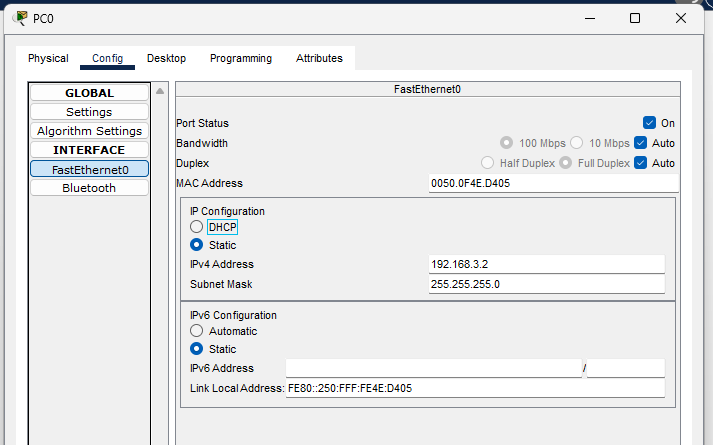 PC0
Physical Config Desktop Programming Attributes
GLOBAL
Settings
Algorithm Settings
INTERFACE
FastEthernet0
Bluetooth
FastEthernet0
Port Status On
Bandwidth 100 Mbps 10 Mbps Auto
Duplex Half Duplex Full Duplex Auto
MAC Address 0050.0F4E.D405
IP Configuration
DHCP
Static
IPv4 Address 192.168.3.2
Subnet Mask 255.255.255.0
IPv6 Configuration
Automatic
Static
IPv6 Address /
Link Local Address: FE80::250:FFF:FE4E:D405